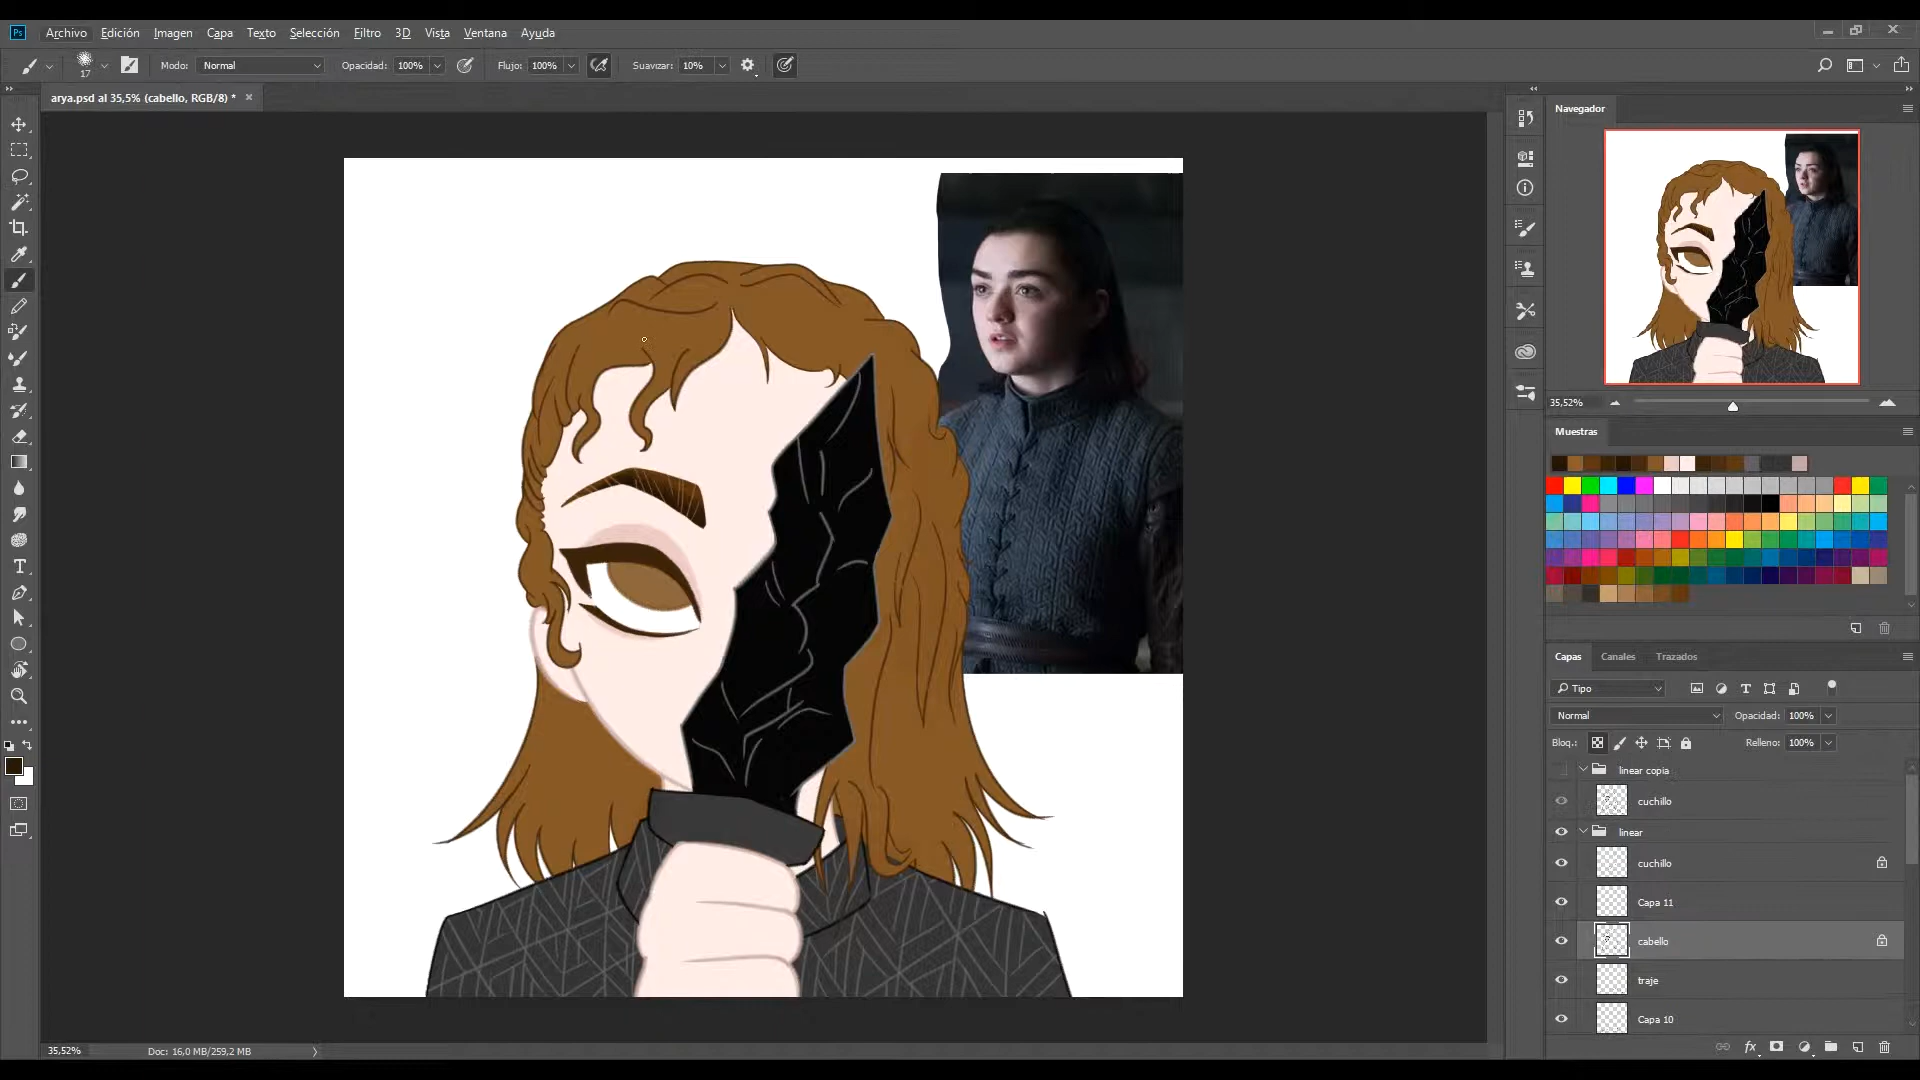 Ps Archivo Edición Imagen Capa Texto Selección Filtro 3D Vista Ventana Ayuda
17 Modo: Normal Opacidad: 100% Flujo: 100% Suavizar: 10%
arya.psd al 35,5% (cabello, RGB/8) *
Navegador
35,52%
Muestras
Capas Canales Trazados
Tipo
Normal Opacidad: 100%
Bloq.: Relleno: 100%
linear copia
cuchillo
linear
cuchillo
Capa 11
cabello
traje
Capa 10
35,52% Doc: 16,0 MB/259,2 MB
fx